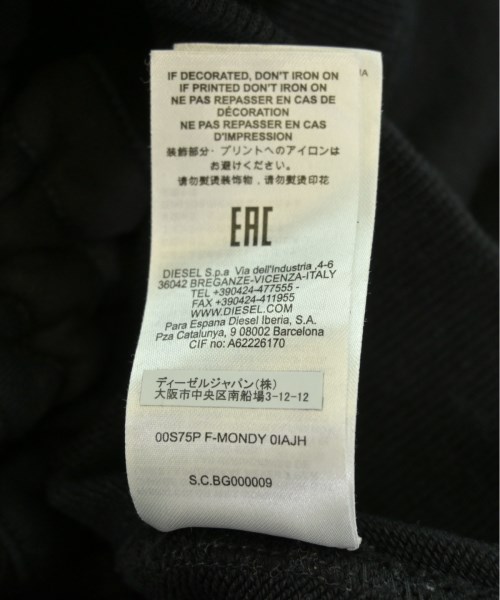 IF DECORATED, DON'T IRON ON
IF PRINTED DON'T IRON ON
NE PAS REPASSER EN CAS DE
DÉCORATION
NE PAS REPASSER EN CAS
D'IMPRESSION
装飾部分・プリントへのアイロンは
お避けください。
请勿熨烫装饰物，请勿熨烫印花
EAC
DIESEL S.p.a Via dell'Industria ,4-6
36042 BREGANZE-VICENZA-ITALY
TEL +390424-477555 -
FAX +390424-411955
WWW.DIESEL.COM
Para Espana Diesel Iberia, S.A.
Pza Catalunya, 9 08002 Barcelona
CIF no: A62226170
ディーゼルジャパン(株)
大阪市中央区南船場3-12-12
00S75P F-MONDY 0IAJH
S.C.BG000009